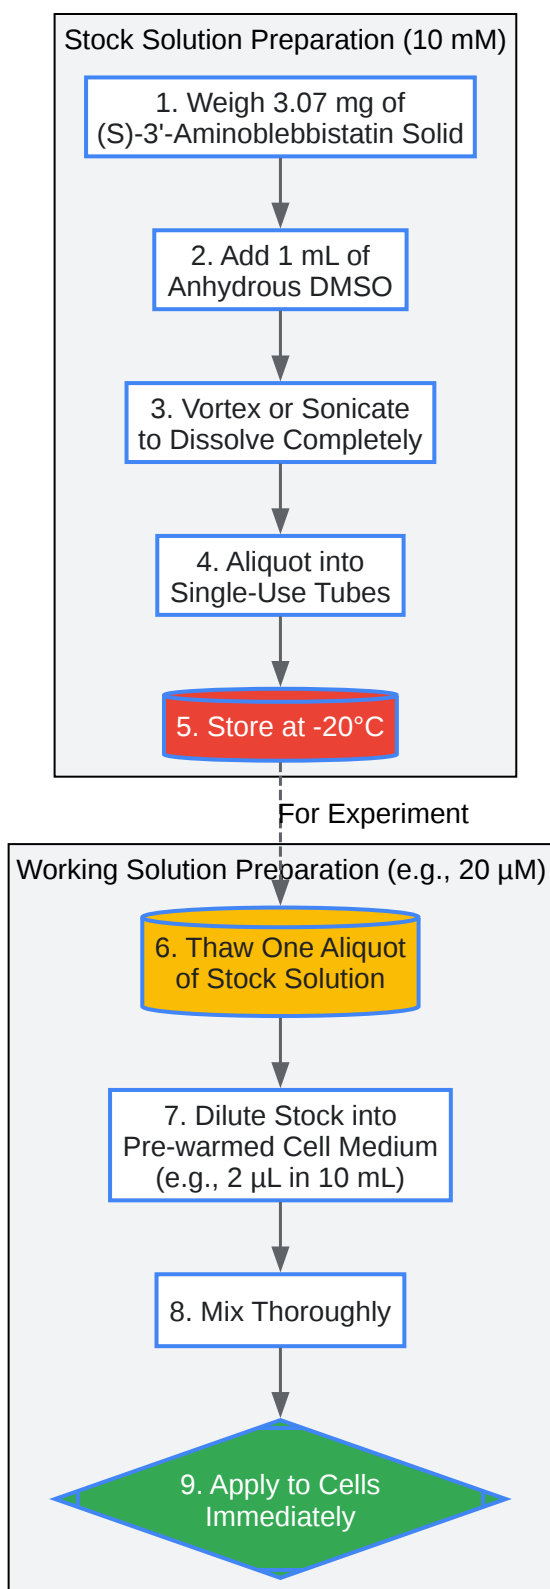 Stock Solution Preparation (10 mM)
1. Weigh 3.07 mg of
(S)-3'-Aminoblebbistatin Solid
2. Add 1 mL of
Anhydrous DMSO
3. Vortex or Sonicate
to Dissolve Completely
4. Aliquot into
Single-Use Tubes
5. Store at -20°C
For Experiment
Working Solution Preparation (e.g., 20 µM)
6. Thaw One Aliquot
of Stock Solution
7. Dilute Stock into
Pre-warmed Cell Medium
(e.g., 2 µL in 10 mL)
8. Mix Thoroughly
9. Apply to Cells
Immediately